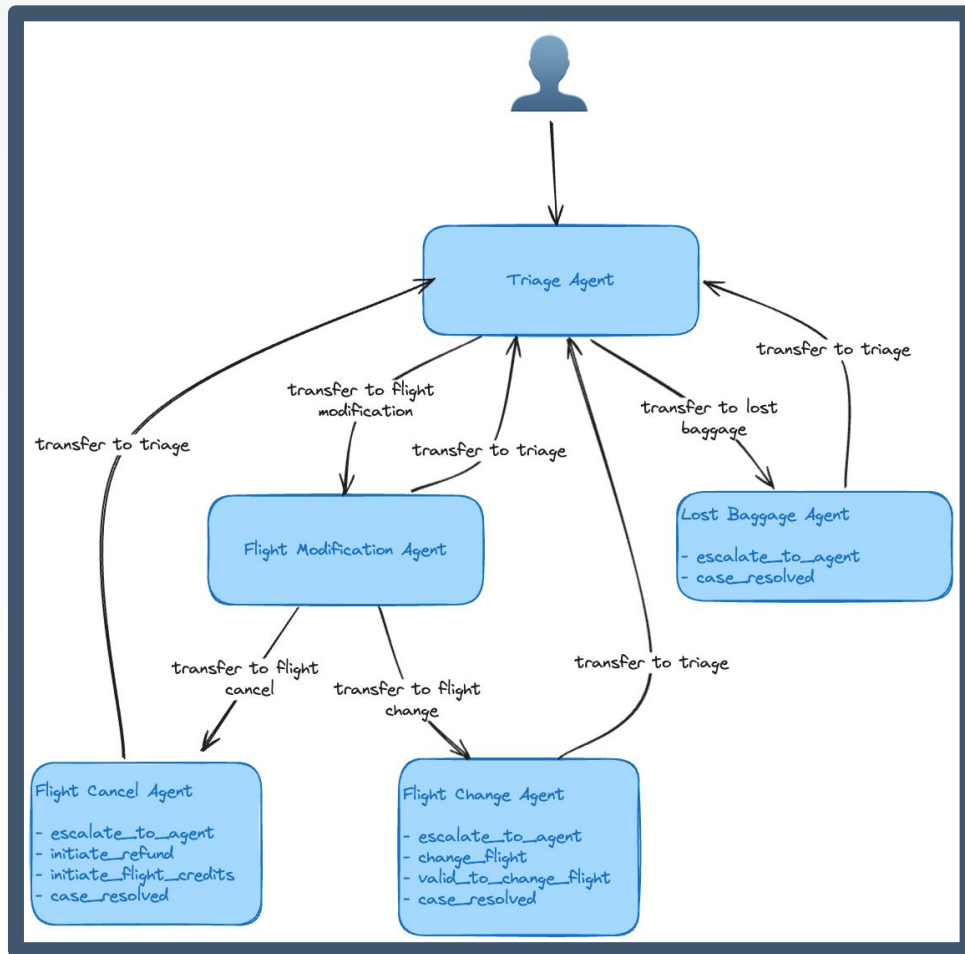 Triage Agent
transfer to triage
transfer to flight
modification
transfer to lost
baggage
transfer to triage
transfer to triage
Lost Baggage Agent
- escalate_to_agent
- case_resolved
Flight Modification Agent
transfer to flight
cancel
transfer to flight
change
transfer to triage
Flight Cancel Agent
- escalate_to_agent
- initiate_refund
- initiate_flight_credits
- case_resolved
Flight Change Agent
- escalate_to_agent
- change_flight
- valid_to_change_flight
- case_resolved